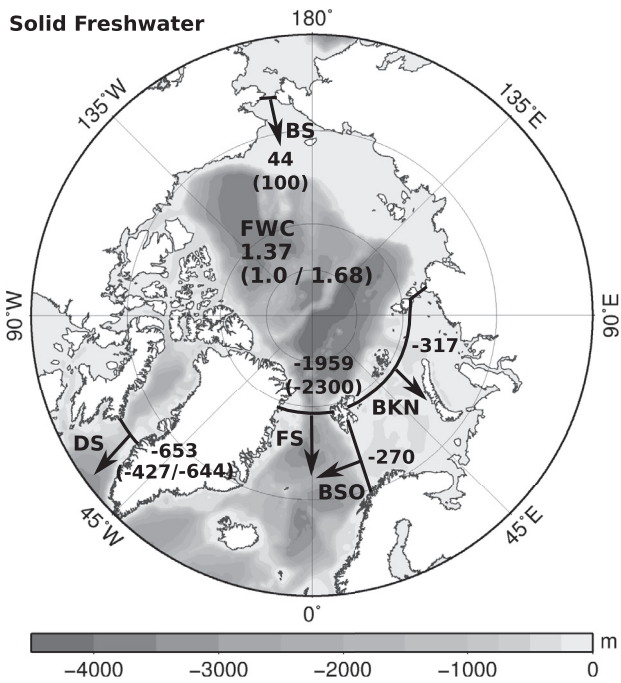 Solid Freshwater
180°
135°W
135°E
BS
44
(100)
FWC
1.37
(1.0 / 1.68)
90°W
90°E
-317
-1959
(-2300)
BKN
FS
DS
-653
(-427/-644)
-270
BSO
45°W
45°E
0°
m
−4000 −3000 −2000 −1000 0